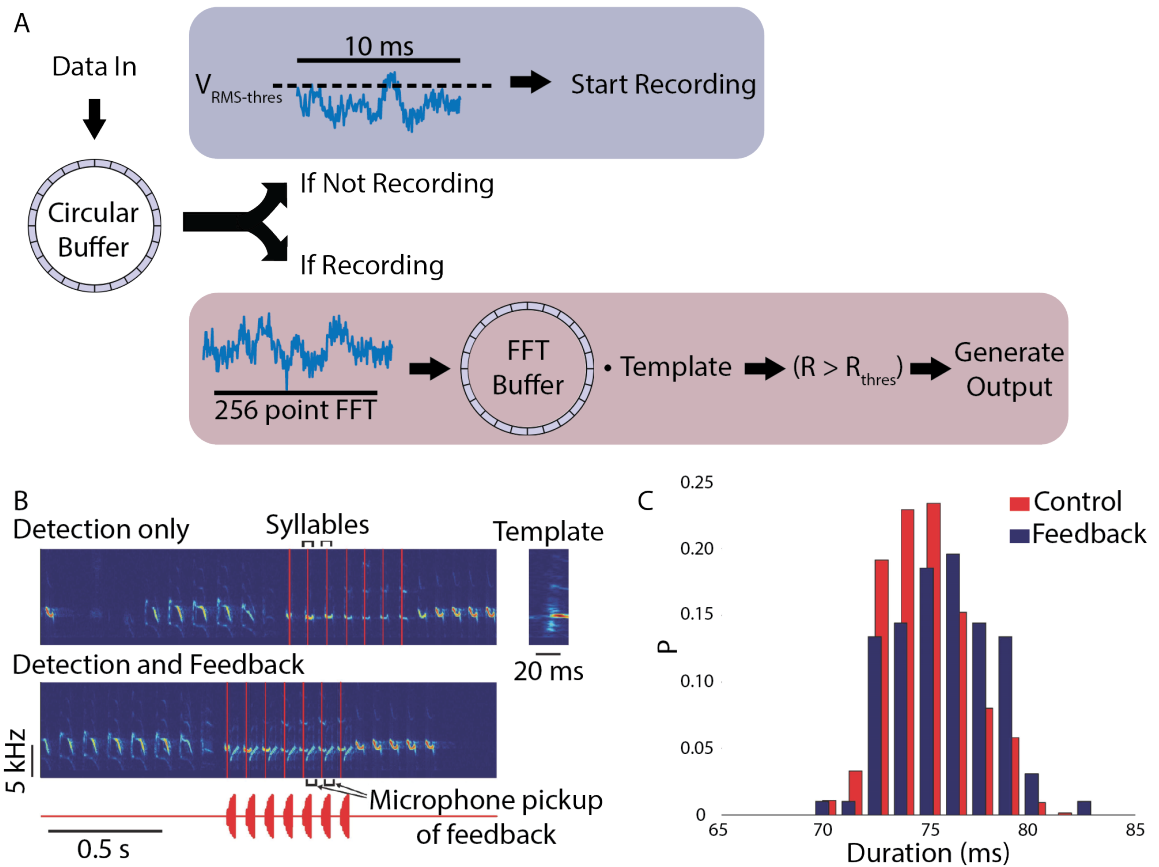 A
Data In
Circular
Buffer
10 ms
VRMS-thres
Start Recording
If Not Recording
If Recording
256 point FFT
FFT
Buffer
• Template
(R > Rthres)
Generate
Output
B
Detection only
Syllables
Template
20 ms
Detection and Feedback
5 kHz
Microphone pickup
of feedback
0.5 s
C
Control
Feedback
P
0.25
0.20
0.15
0.10
0.05
0
65
70
75
80
85
Duration (ms)